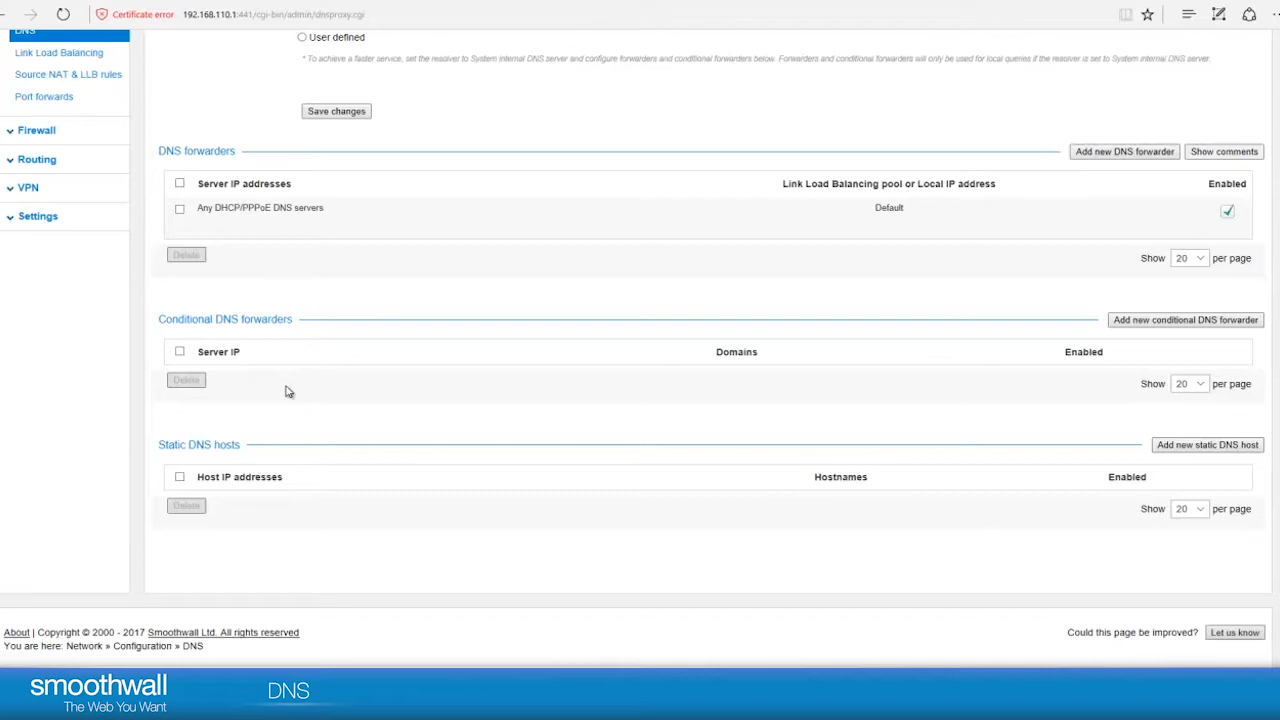 Certificate error 192.168.110.1:441/cgi-bin/admin/dnsproxy.cgi
DNS
Link Load Balancing
Source NAT & LLB rules
Port forwards
Firewall
Routing
VPN
Settings
User defined
* To achieve a faster service, set the resolver to System internal DNS server and configure forwarders and conditional forwarders below. Forwarders and conditional forwarders will only be used for local queries if the resolver is set to System internal DNS server.
Save changes
DNS forwarders Add new DNS forwarder Show comments
Server IP addresses Link Load Balancing pool or Local IP address Enabled
Any DHCP/PPPoE DNS servers Default
Delete Show 20 per page
Conditional DNS forwarders Add new conditional DNS forwarder
Server IP Domains Enabled
Delete Show 20 per page
Static DNS hosts Add new static DNS host
Host IP addresses Hostnames Enabled
Delete Show 20 per page
About | Copyright © 2000 - 2017 Smoothwall Ltd. All rights reserved Could this page be improved? Let us know
You are here: Network » Configuration » DNS
smoothwall DNS
The Web You Want